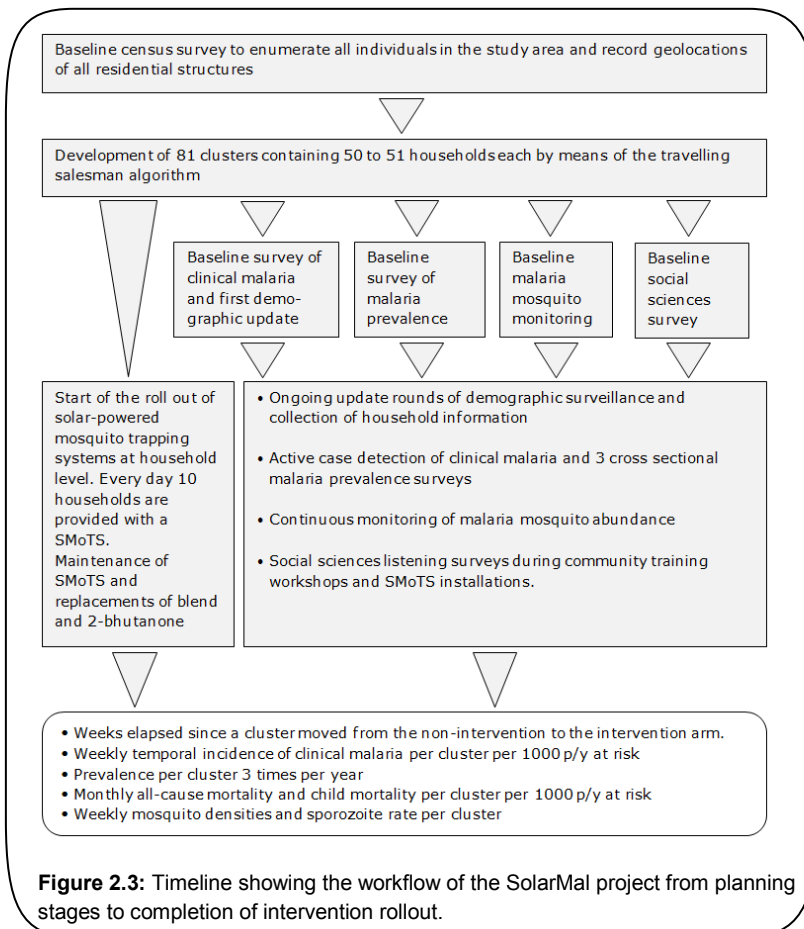 Baseline census survey to enumerate all individuals in the study area and record geolocations
of all residential structures
Development of 81 clusters containing 50 to 51 households each by means of the travelling
salesman algorithm
Baseline survey of
clinical malaria
and first demo-
graphic update
Baseline
survey of
malaria
prevalence
Baseline
malaria
mosquito
monitoring
Baseline
social
sciences
survey
Start of the roll out of
solar-powered
mosquito trapping
systems at household
level. Every day 10
households are
provided with a
SMoTS.
Maintenance of
SMoTS and
replacements of blend
and 2-bhutanone
• Ongoing update rounds of demographic surveillance and
collection of household information
• Active case detection of clinical malaria and 3 cross sectional
malaria prevalence surveys
• Continuous monitoring of malaria mosquito abundance
• Social sciences listening surveys during community training
workshops and SMoTS installations.
• Weeks elapsed since a cluster moved from the non-intervention to the intervention arm.
• Weekly temporal incidence of clinical malaria per cluster per 1000 p/y at risk
• Prevalence per cluster 3 times per year
• Monthly all-cause mortality and child mortality per cluster per 1000 p/y at risk
• Weekly mosquito densities and sporozoite rate per cluster
Figure 2.3: Timeline showing the workflow of the SolarMal project from planning
stages to completion of intervention rollout.